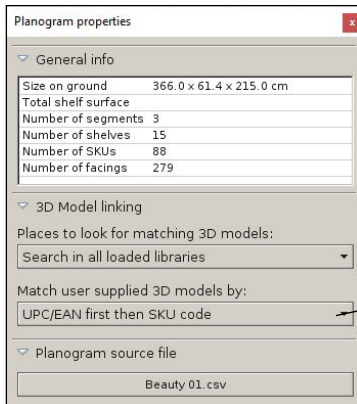 Planogram properties x
General info
Size on ground 366.0 x 61.4 x 215.0 cm
Total shelf surface
Number of segments 3
Number of shelves 15
Number of SKUs 88
Number of facings 279
3D Model linking
Places to look for matching 3D models:
Search in all loaded libraries
Match user supplied 3D models by:
UPC/EAN first then SKU code
Planogram source file
Beauty 01.csv